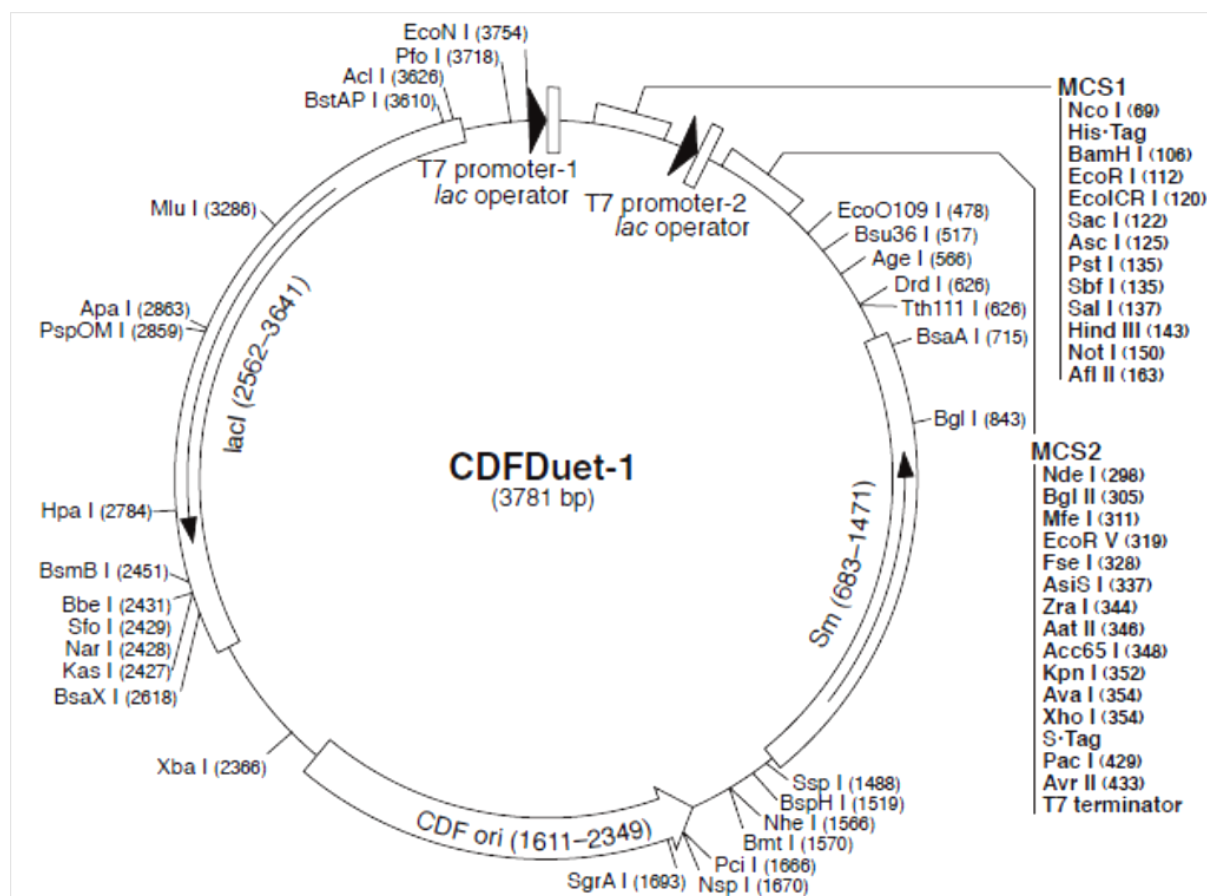 EcoN I (3754)
Pfo I (3718)
Acl I (3626)
BstAP I (3610)
T7 promoter-1
lac operator
T7 promoter-2
lac operator
MCS1
Nco I (69)
His•Tag
BamH I (106)
EcoR I (112)
EcoICR I (120)
Sac I (122)
Asc I (125)
Pst I (135)
Sbf I (135)
Sal I (137)
Hind III (143)
Not I (150)
Afl II (163)
EcoO109 I (478)
Bsu36 I (517)
Age I (566)
Drd I (626)
Tth111 I (626)
BsaA I (715)
Bgl I (843)
MCS2
Nde I (298)
Bgl II (305)
Mfe I (311)
EcoR V (319)
Fse I (328)
AsiS I (337)
Zra I (344)
Aat II (346)
Acc65 I (348)
Kpn I (352)
Ava I (354)
Xho I (354)
S•Tag
Pac I (429)
Avr II (433)
T7 terminator
Mlu I (3286)
Apa I (2863)
PspOM I (2859)
lacI (2562–3641)
CDFDuet-1
(3781 bp)
Sm (683–1471)
Hpa I (2784)
BsmB I (2451)
Bbe I (2431)
Sfo I (2429)
Nar I (2428)
Kas I (2427)
BsaX I (2618)
Xba I (2366)
CDF ori (1611–2349)
Ssp I (1488)
BspH I (1519)
Nhe I (1566)
Bmt I (1570)
Pci I (1666)
Nsp I (1670)
SgrA I (1693)